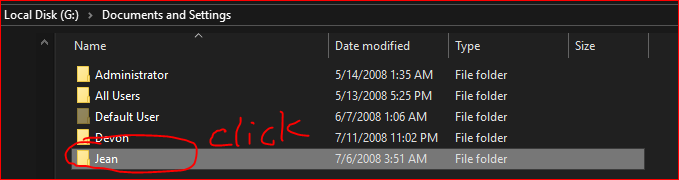 Local Disk (G:) > Documents and Settings
Name Date modified Type Size
Administrator 5/14/2008 1:35 AM File folder
All Users 5/13/2008 5:25 PM File folder
Default User 6/7/2008 1:06 AM File folder
Devon 7/11/2008 11:02 PM File folder
click
Jean 7/6/2008 3:51 AM File folder